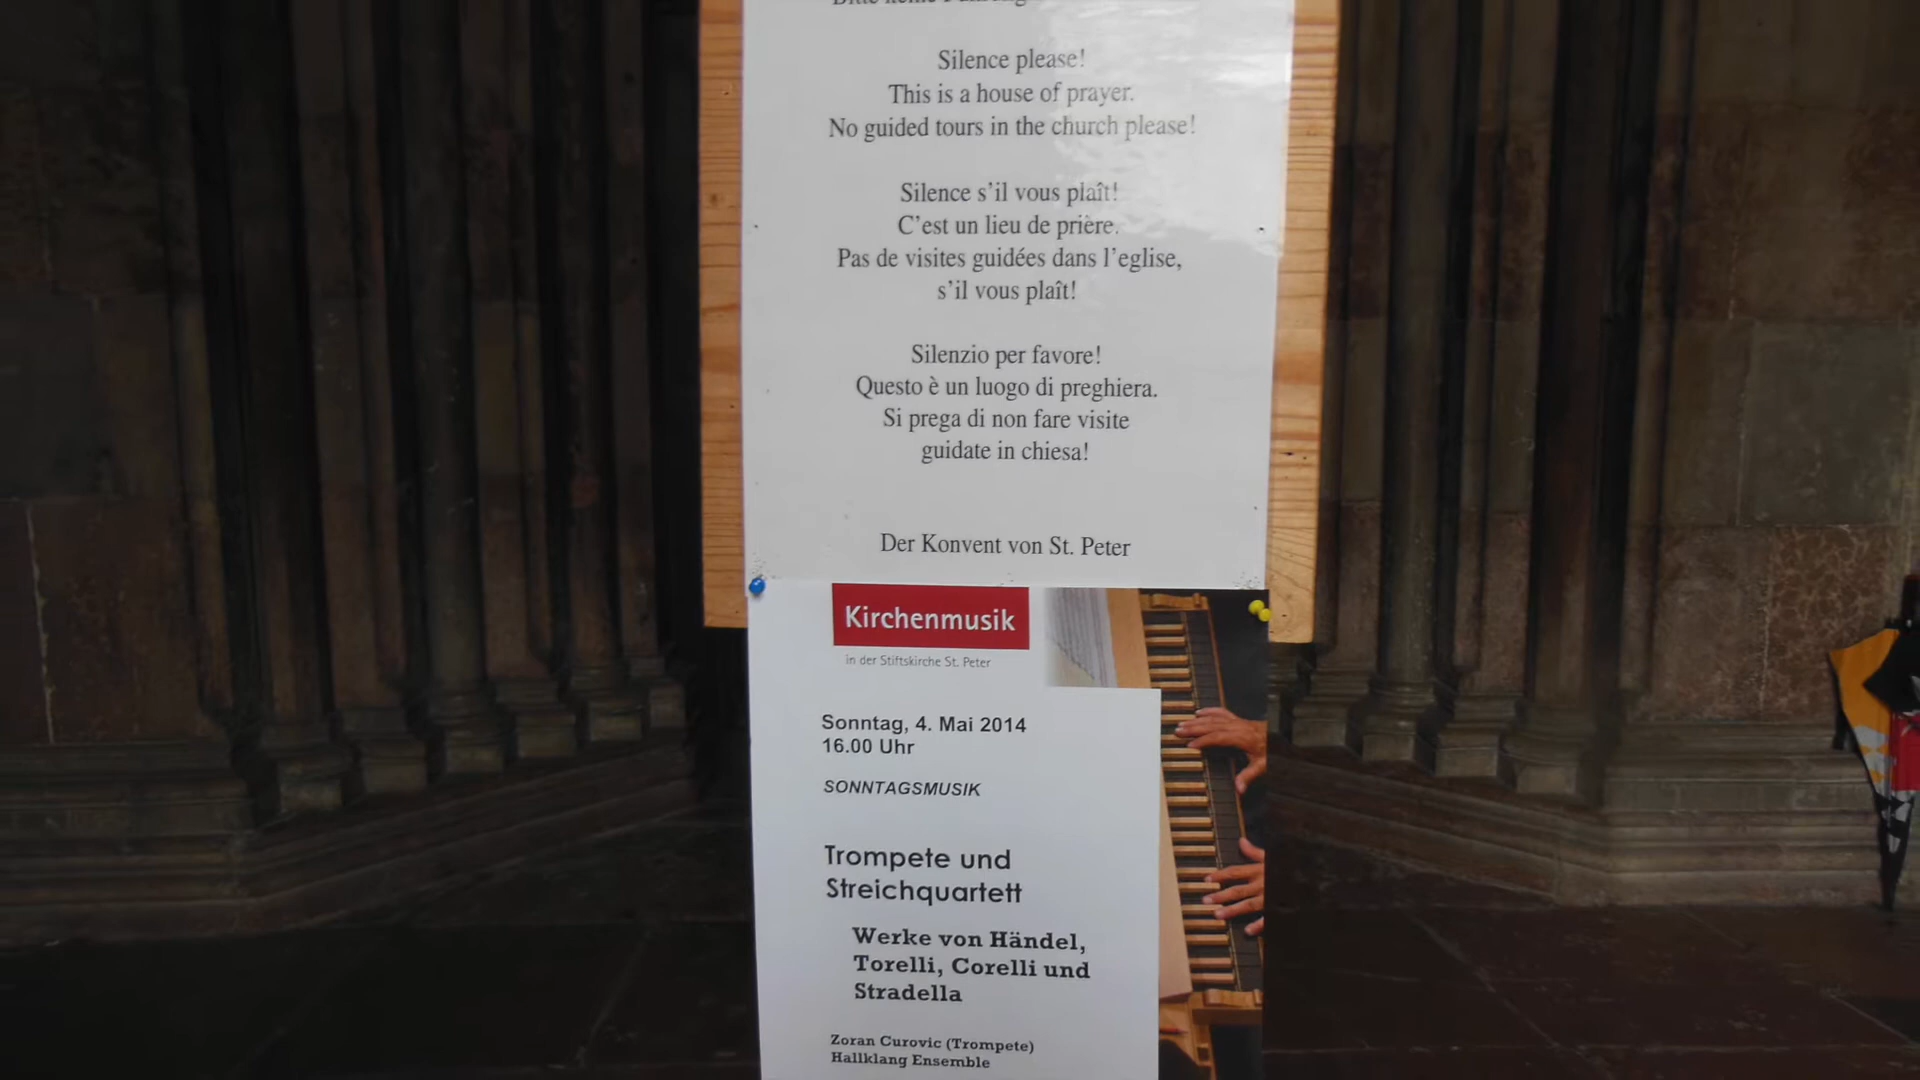 Silence please!
This is a house of prayer.
No guided tours in the church please!
Silence s'il vous plaît!
C'est un lieu de prière.
Pas de visites guidées dans l'eglise,
s'il vous plaît!
Silenzio per favore!
Questo è un luogo di preghiera.
Si prega di non fare visite
guidate in chiesa!
Der Konvent von St. Peter
Kirchenmusik
in der Stiftskirche St. Peter
Sonntag, 4. Mai 2014
16.00 Uhr
SONNTAGSMUSIK
Trompete und
Streichquartett
Werke von Händel,
Torelli, Corelli und
Stradella
Zoran Curovic (Trompete)
Hallklang Ensemble